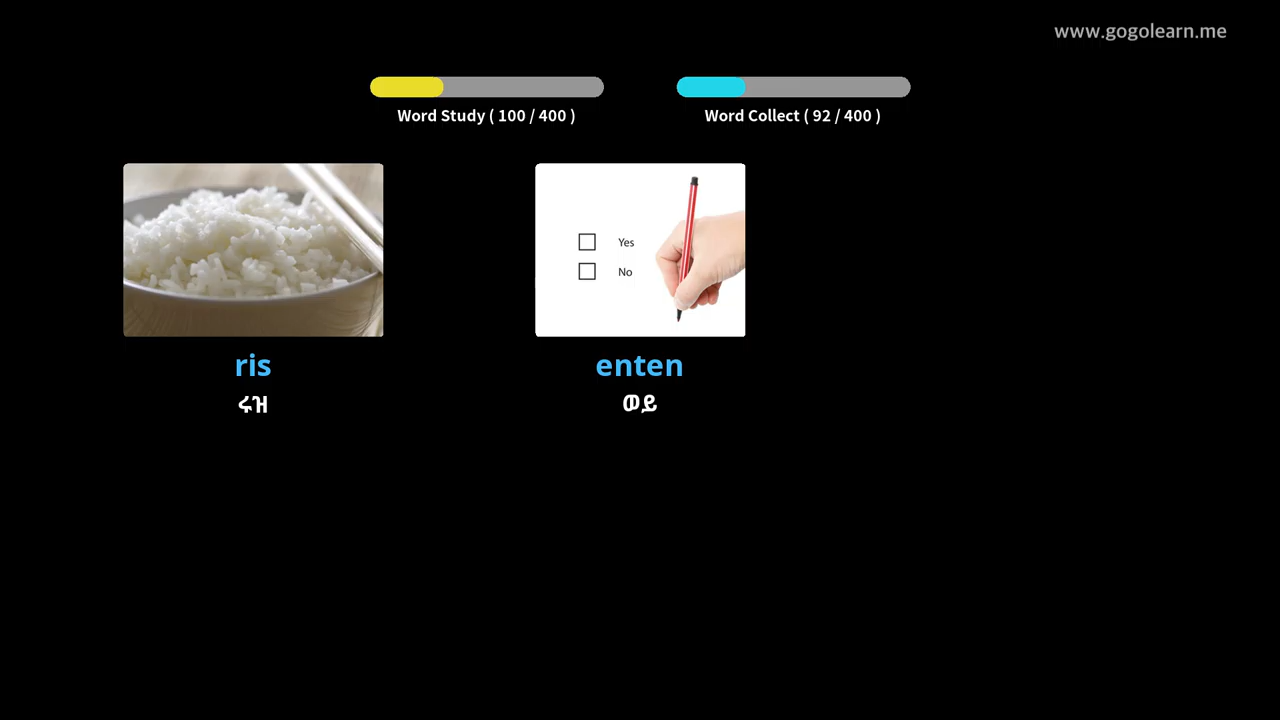 www.gogolearn.me
Word Study ( 100 / 400 )
Word Collect ( 92 / 400 )
Yes
No
ris
enten
ሩዝ
ወይ